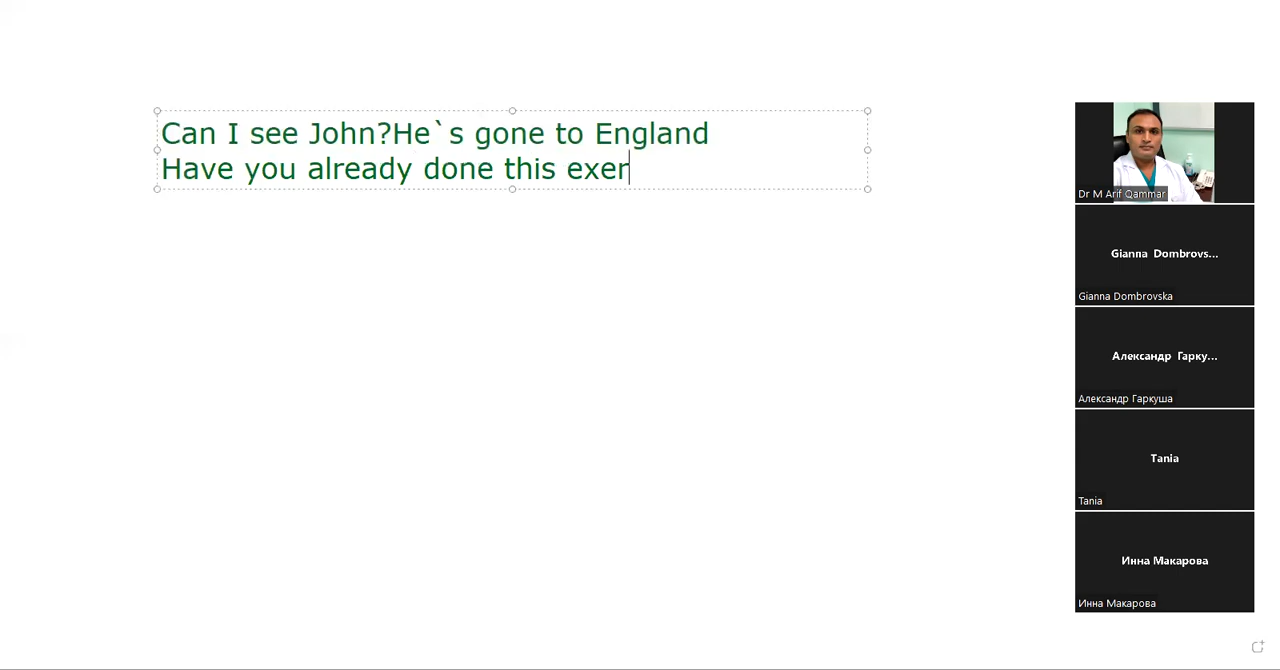 Can I see John?He`s gone to England
Have you already done this exer
Dr M Arif Qammar
Gianna Dombrovs...
Gianna Dombrovska
Александр Гарку...
Александр Гаркуша
Tania
Tania
Инна Макарова
Инна Макарова